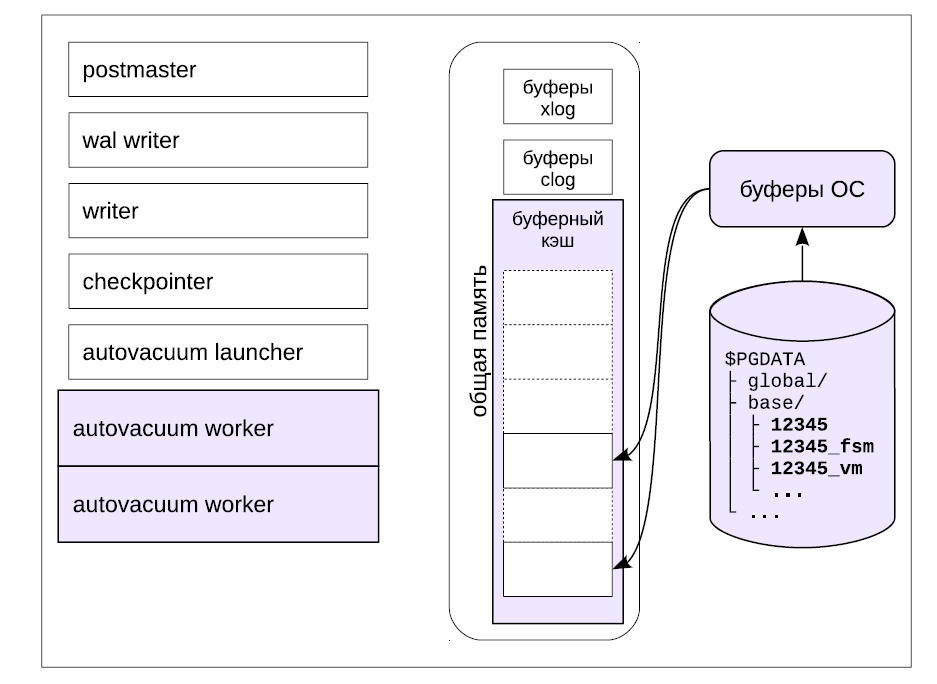 postmaster
wal writer
writer
checkpointer
autovacuum launcher
autovacuum worker
autovacuum worker
общая память
буферы
xlog
буферы
clog
буферный
кэш
буферы ОС
$PGDATA
global/
base/
12345
12345_fsm
12345_vm
...
...